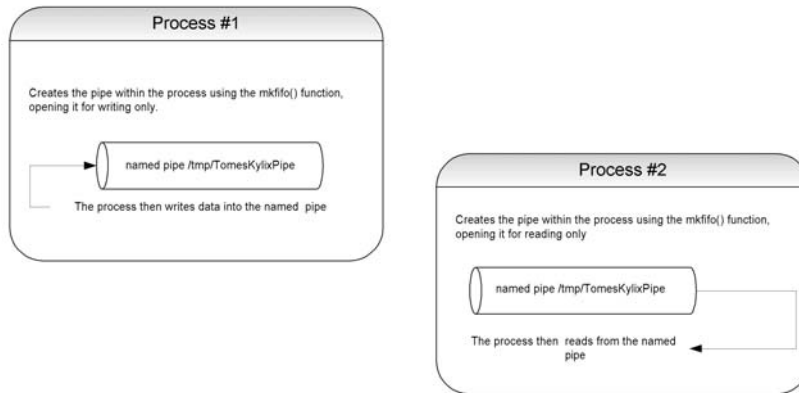 Process #1
Creates the pipe within the process using the mkfifo() function,
opening it for writing only.
named pipe /tmp/TomesKylixPipe
The process then writes data into the named pipe
Process #2
Creates the pipe within the process using the mkfifo() function,
opening it for reading only
named pipe /tmp/TomesKylixPipe
The process then reads from the named
pipe